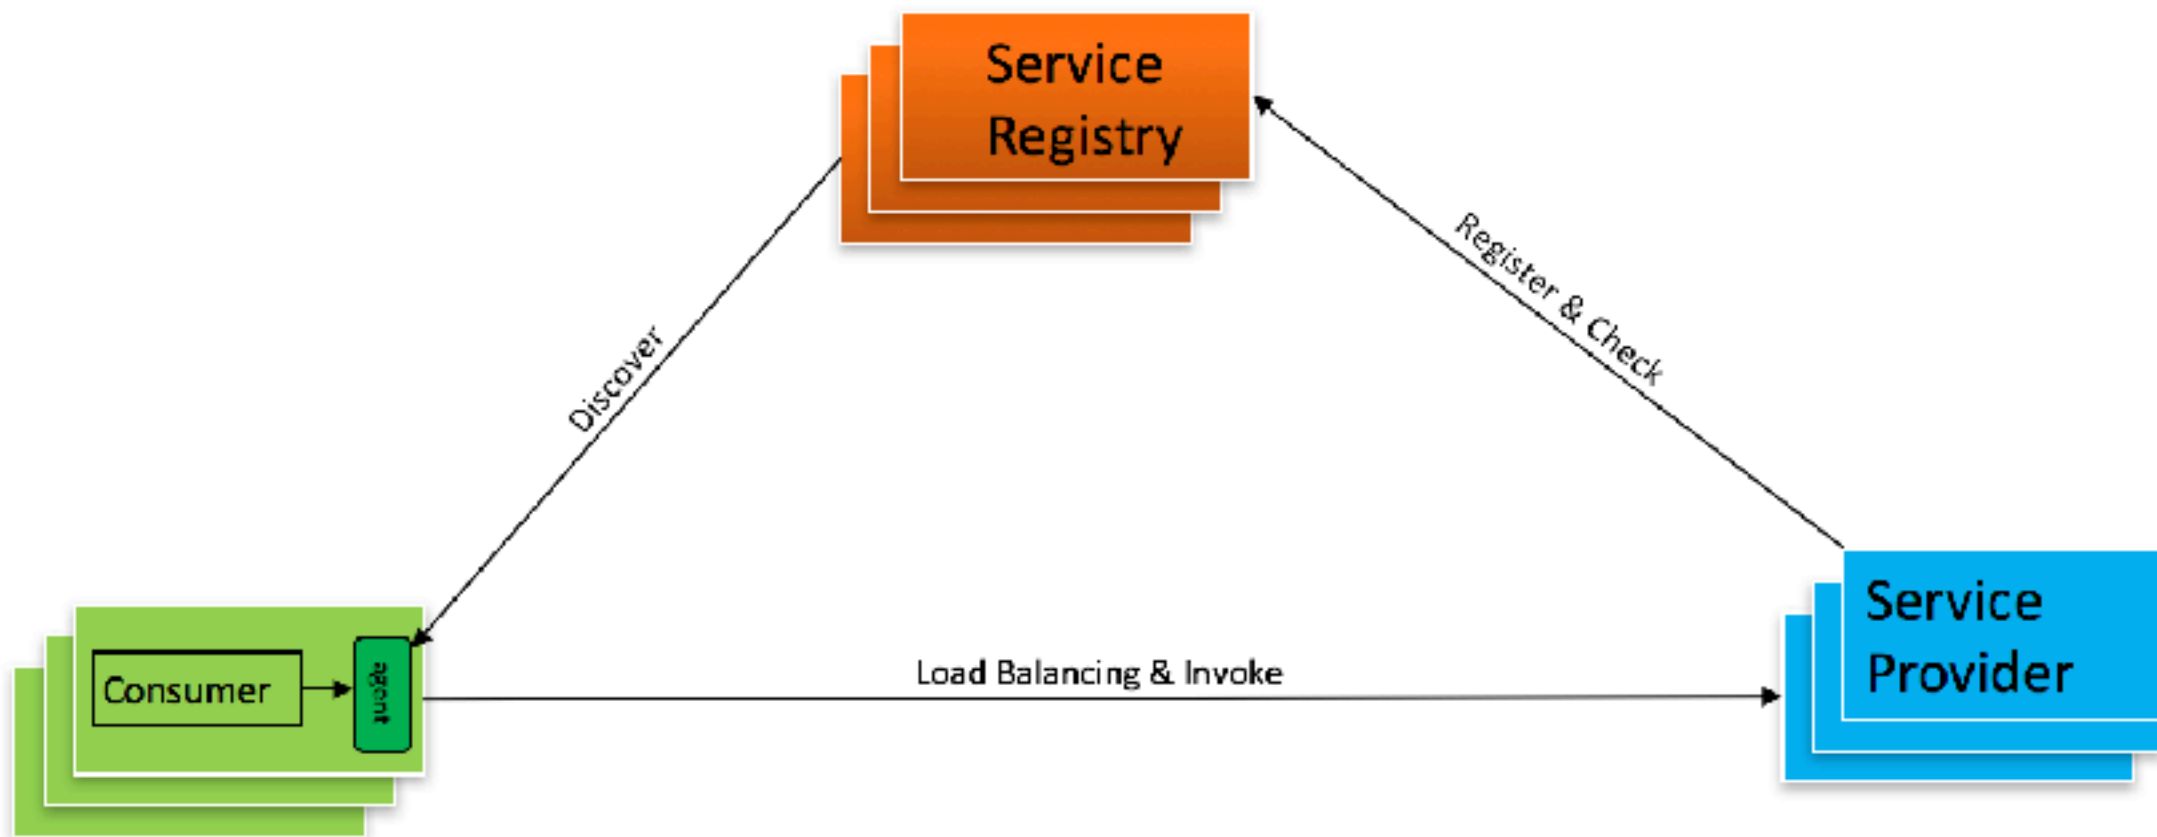 Service
Registry
Register & Check
Discover
Service
Provider
Load Balancing & Invoke
Consumer
agent